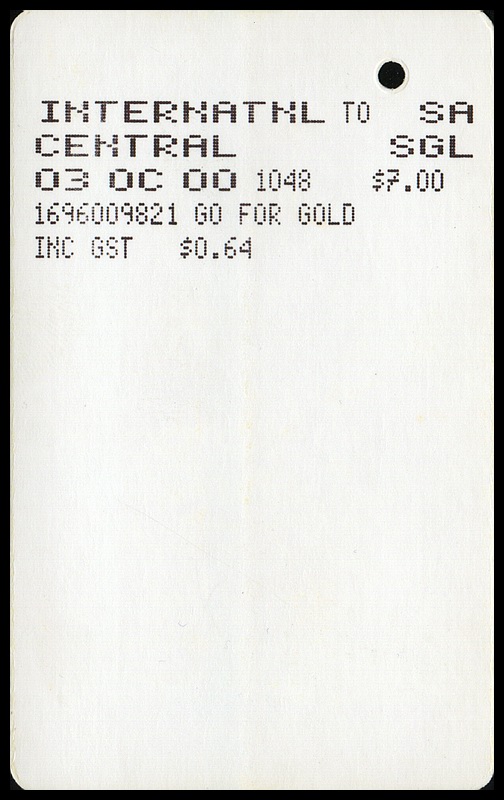 INTERNATNL TO SA
CENTRAL SGL
03 OC 00 1048 $7.00
1696009821 GO FOR GOLD
INC GST $0.64